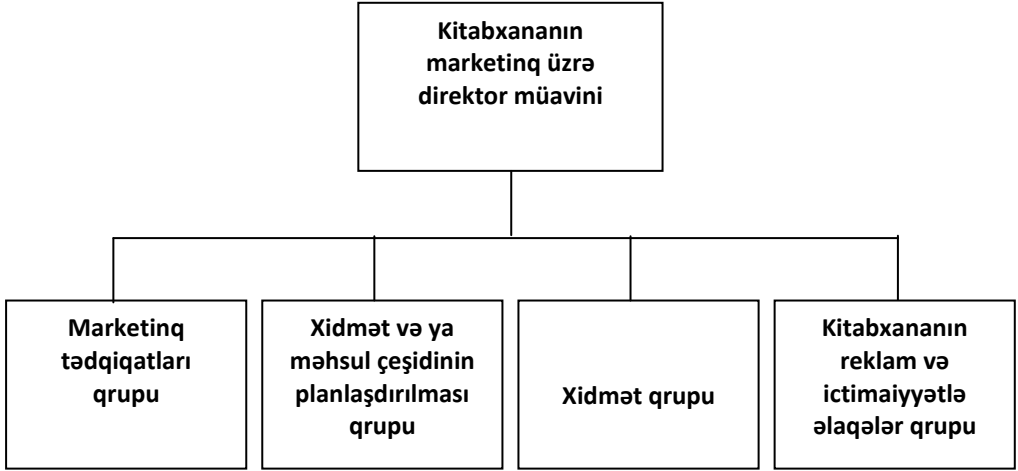 Kitabxananın
marketinq üzrə
direktor müavini
Marketinq
tədqiqatları
qrupu
Xidmət və ya
məhsul çeşidinin
planlaşdırılması
qrupu
Xidmət qrupu
Kitabxananın
reklam və
ictimaiyyətlə
əlaqələr qrupu